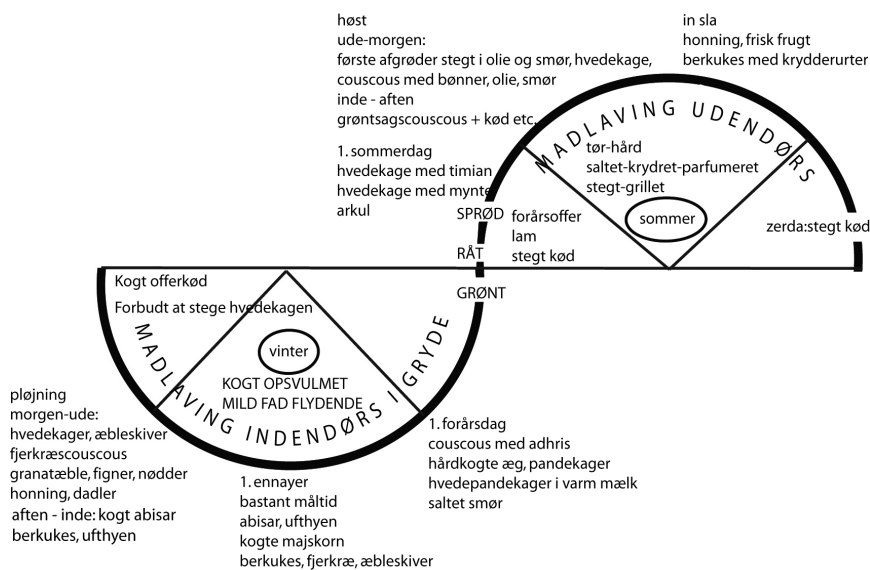 høst
ude-morgen:
første afgrøder stegt i olie og smør, hvedekage,
couscous med bønner, olie, smør
inde - aften
grøntsagscouscous + kød etc.
in sla
honning, frisk frugt
berkukes med krydderurter
MADLAVING UDENDØRS
1. sommerdag
hvedekage med timian
hvedekage med mynte
arkul
tør-hård
saltet-krydret-parfumeret
stegt-grillet
sommer
SPRØD
RÅT
GRØNT
forårsoffer
lam
stegt kød
zerda:stegt kød
Kogt offerkød
Forbudt at stege hvedekagen
MADLAVING INDENDØRS I GRYDE
vinter
KOGT OPSVULMET
MILD FAD FLYDENDE
pløjning
morgen-ude:
hvedekager, æbleskiver
fjerkræscouscous
granatæble, figner, nødder
honning, dadler
aften - inde: kogt abisar
berkukes, ufthyen
1. ennayer
bastant måltid
abisar, ufthyen
kogte majskorn
berkukes, fjerkræ, æbleskiver
1. forårsdag
couscous med adhris
hårdkogte æg, pandekager
hvedepandekager i varm mælk
saltet smør